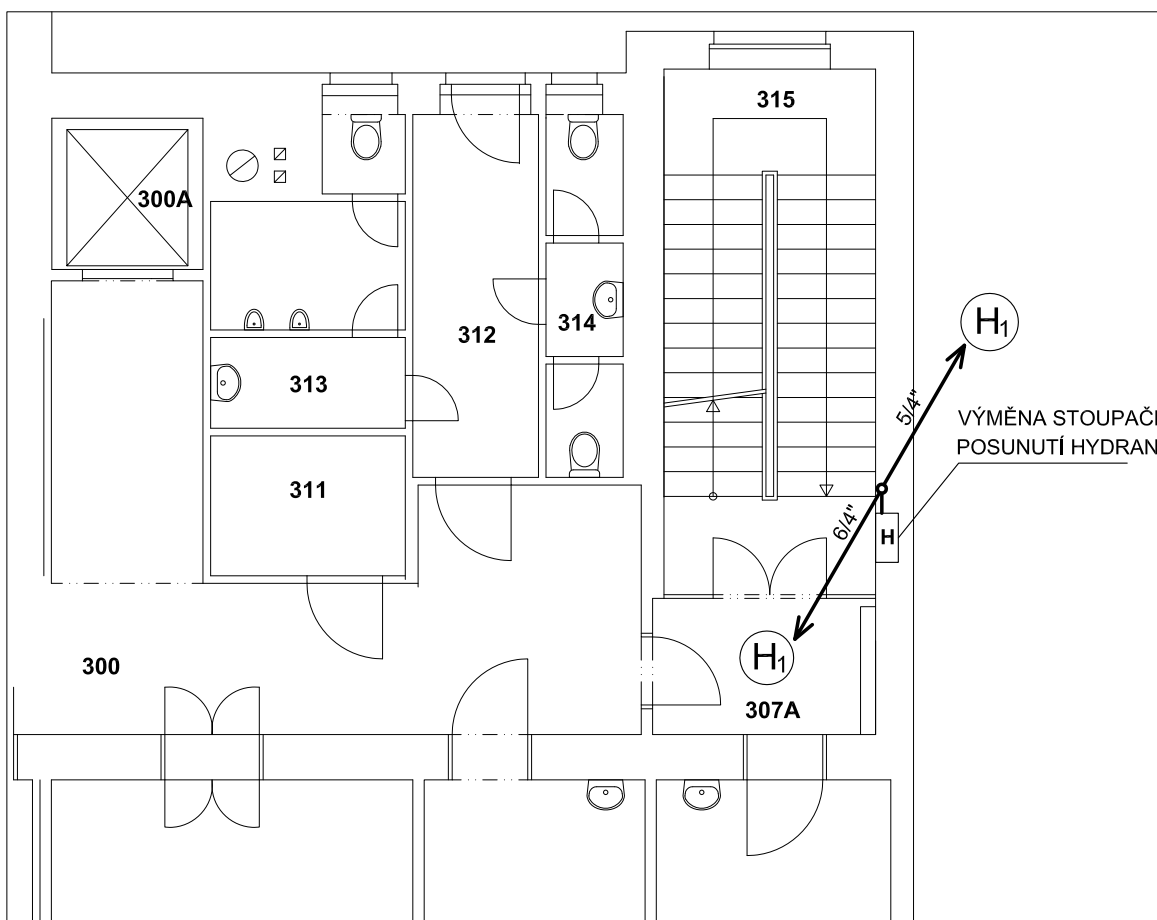 315
300A
H1
314
312
5/4"
313
VÝMĚNA STOUPAČ
POSUNUTÍ HYDRAN
311
6/4"
H
300
H1
307A